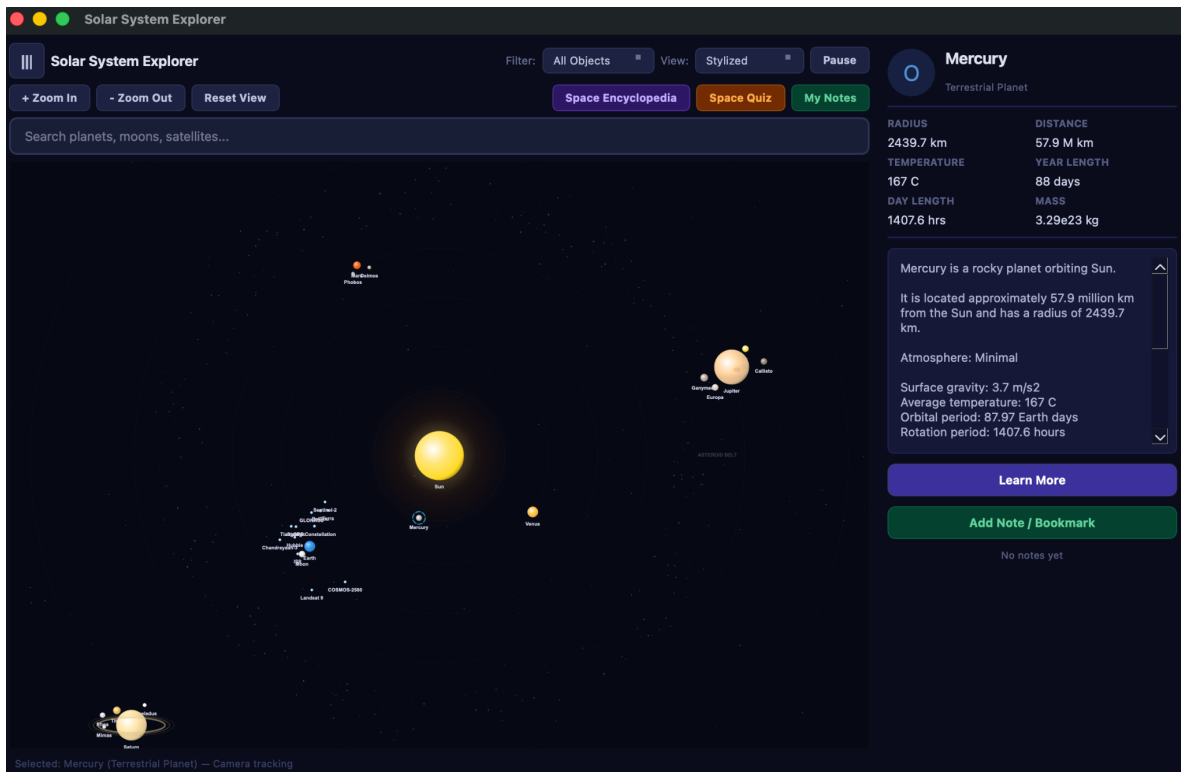 Solar System Explorer
Solar System Explorer
Filter: All Objects View: Stylized Pause
+ Zoom In - Zoom Out Reset View Space Encyclopedia Space Quiz My Notes
Search planets, moons, satellites...
Deimos
Phobos
Callisto
Jupiter
Europa
ASTEROID BELT
Sun
Sentinel-2
Mercury
Venus
Constellation
Hubble
Earth
Moon
COSMOS-2560
Landsat 9
Mimas
Saturn
Selected: Mercury (Terrestrial Planet) — Camera tracking
O
Mercury
Terrestrial Planet
RADIUS DISTANCE
2439.7 km 57.9 M km
TEMPERATURE YEAR LENGTH
167 C 88 days
DAY LENGTH MASS
1407.6 hrs 3.29e23 kg
Mercury is a rocky planet orbiting Sun.
It is located approximately 57.9 million km
from the Sun and has a radius of 2439.7
km.
Atmosphere: Minimal
Surface gravity: 3.7 m/s2
Average temperature: 167 C
Orbital period: 87.97 Earth days
Rotation period: 1407.6 hours
Learn More
Add Note / Bookmark
No notes yet